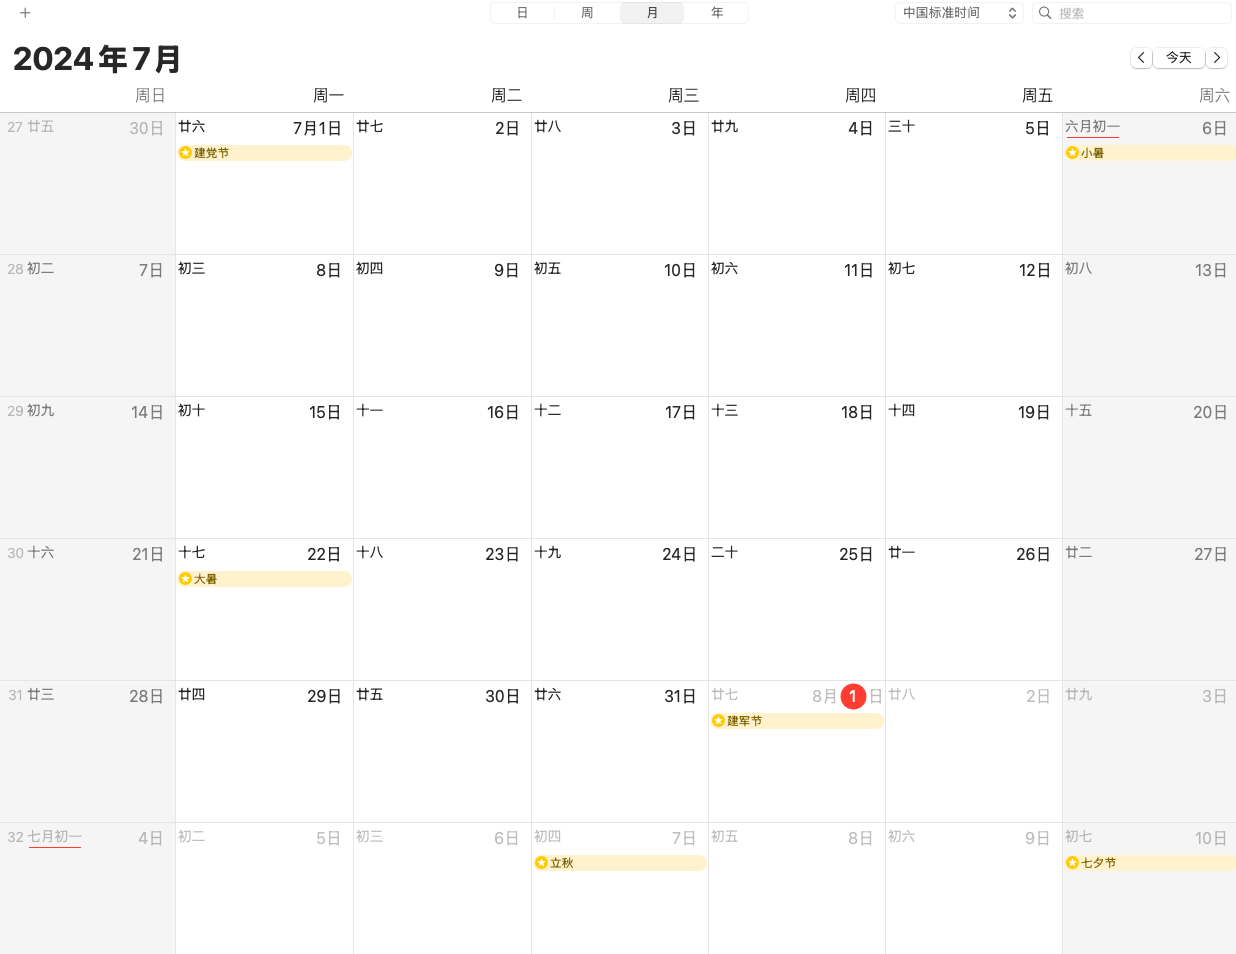 日 周 月 年 中国标准时间 搜索
2024年7月 今天
周日 周一 周二 周三 周四 周五 周六
27 廿五 30日 廿六 7月1日 廿七 2日 廿八 3日 廿九 4日 三十 5日 六月初一 6日
建党节 小暑
28 初二 7日 初三 8日 初四 9日 初五 10日 初六 11日 初七 12日 初八 13日
29 初九 14日 初十 15日 十一 16日 十二 17日 十三 18日 十四 19日 十五 20日
30 十六 21日 十七 22日 十八 23日 十九 24日 二十 25日 廿一 26日 廿二 27日
大暑
31 廿三 28日 廿四 29日 廿五 30日 廿六 31日 廿七 8月1日 廿八 2日 廿九 3日
建军节
32 七月初一 4日 初二 5日 初三 6日 初四 7日 初五 8日 初六 9日 初七 10日
立秋 七夕节